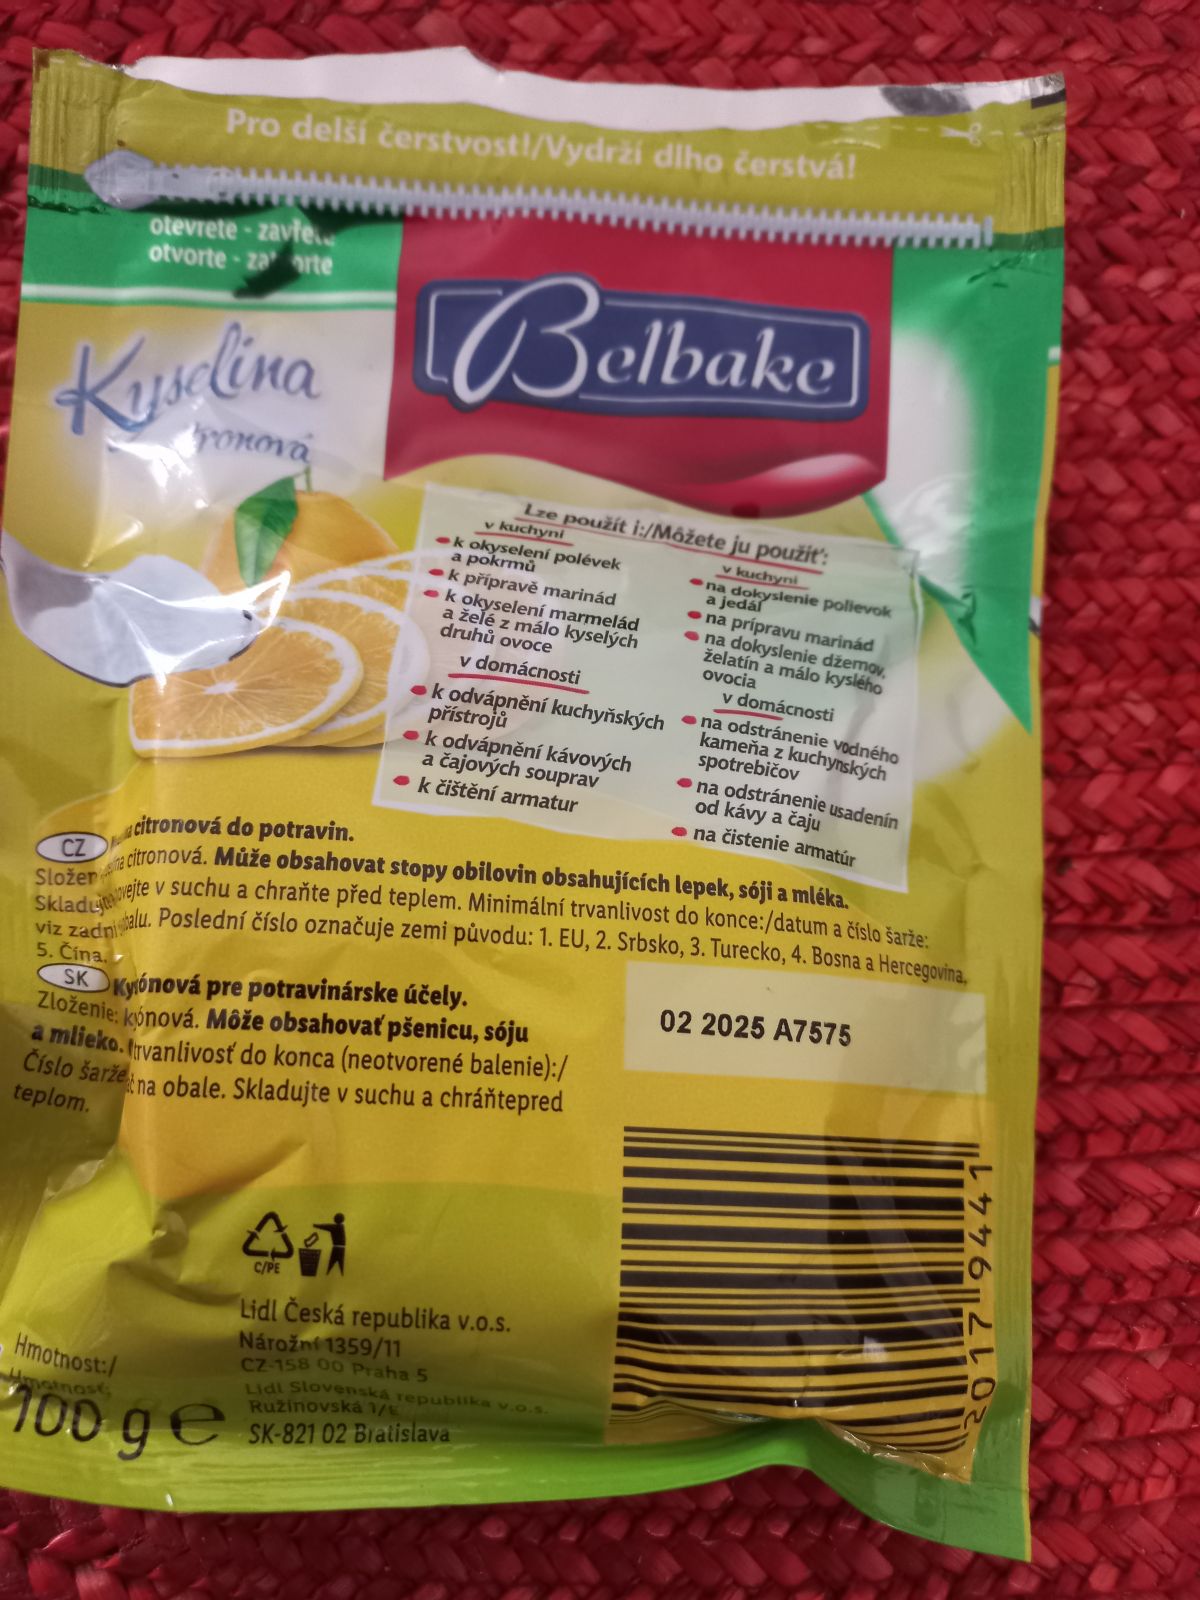 Pro delší čerstvost!/Vydrží dlho čerstvá!
otevrete - zavřete
otvorte - zatvorte
Belbake
Kyselina
Lze použít i:/Môžete ju použiť:
v kuchyni
k okyselení polévek
a pokrmů
k přípravě marinád
k okyselení marmelád
a želé z málo kyselých
druhů ovoce
v domácnosti
k odvápnění kuchyňských
přístrojů
k odvápnění kávových
a čajových souprav
k čištění armatur
v kuchyni
na dokyslenie polievok
a jedál
na prípravu marinád
na dokyslenie džemov,
želatín a málo kyslého
ovocia
v domácnosti
na odstránenie vodného
kameňa z kuchynských
spotrebičov
na odstránenie usadenín
od kávy a čaju
na čistenie armatúr
CZ citronová do potravin.
citronová. Může obsahovat stopy obilovin obsahujících lepek, sóji a mléka.
v suchu a chraňte před teplem. Minimální trvanlivost do konce:/datum a číslo šarže:
viz zadní Poslední číslo označuje zemi původu: 1. EU, 2. Srbsko, 3. Turecko, 4. Bosna a Hercegovina,
5. Čína.
SK pre potravinárske účely.
Zloženie: Môže obsahovať pšenicu, sóju
a mlieko. do konca (neotvorené balenie):/
Číslo šarže na obale. Skladujte v suchu a chráňtepred
teplom.
02 2025 A7575
C/PE
Lidl Česká republika v.o.s.
Nárožní 1359/11
CZ-158 00 Praha 5
Lidl Slovenská republika v.o.s.
Ružinovská 1/E
SK-821 02 Bratislava
Hmotnost:/
Hmotnosť:
100 g e
20179441